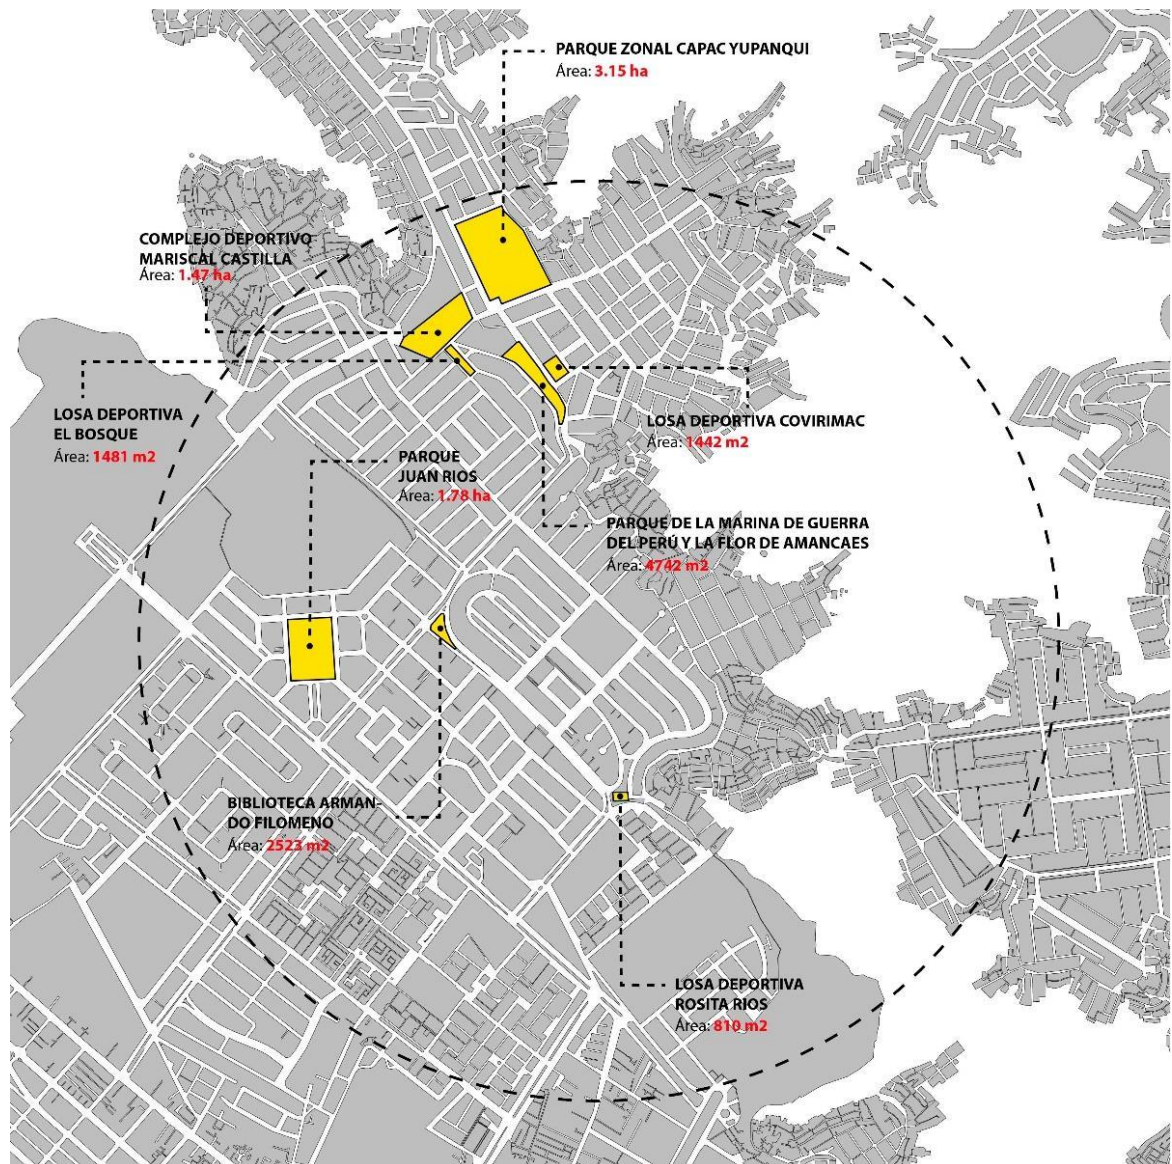 PARQUE ZONAL CAPAC YUPANQUI
Área: 3.15 ha
COMPLEJO DEPORTIVO
MARISCAL CASTILLA
Área: 1.47 ha
LOSA DEPORTIVA
EL BOSQUE
Área: 1481 m2
LOSA DEPORTIVA COVIRIMAC
Área: 1442 m2
PARQUE
JUAN RIOS
Área: 1.78 ha
PARQUE DE LA MARINA DE GUERRA
DEL PERÚ Y LA FLOR DE AMANCAES
Área: 4742 m2
BIBLIOTECA ARMAN-
DO FILOMENO
Área: 2523 m2
LOSA DEPORTIVA
ROSITA RIOS
Área: 810 m2